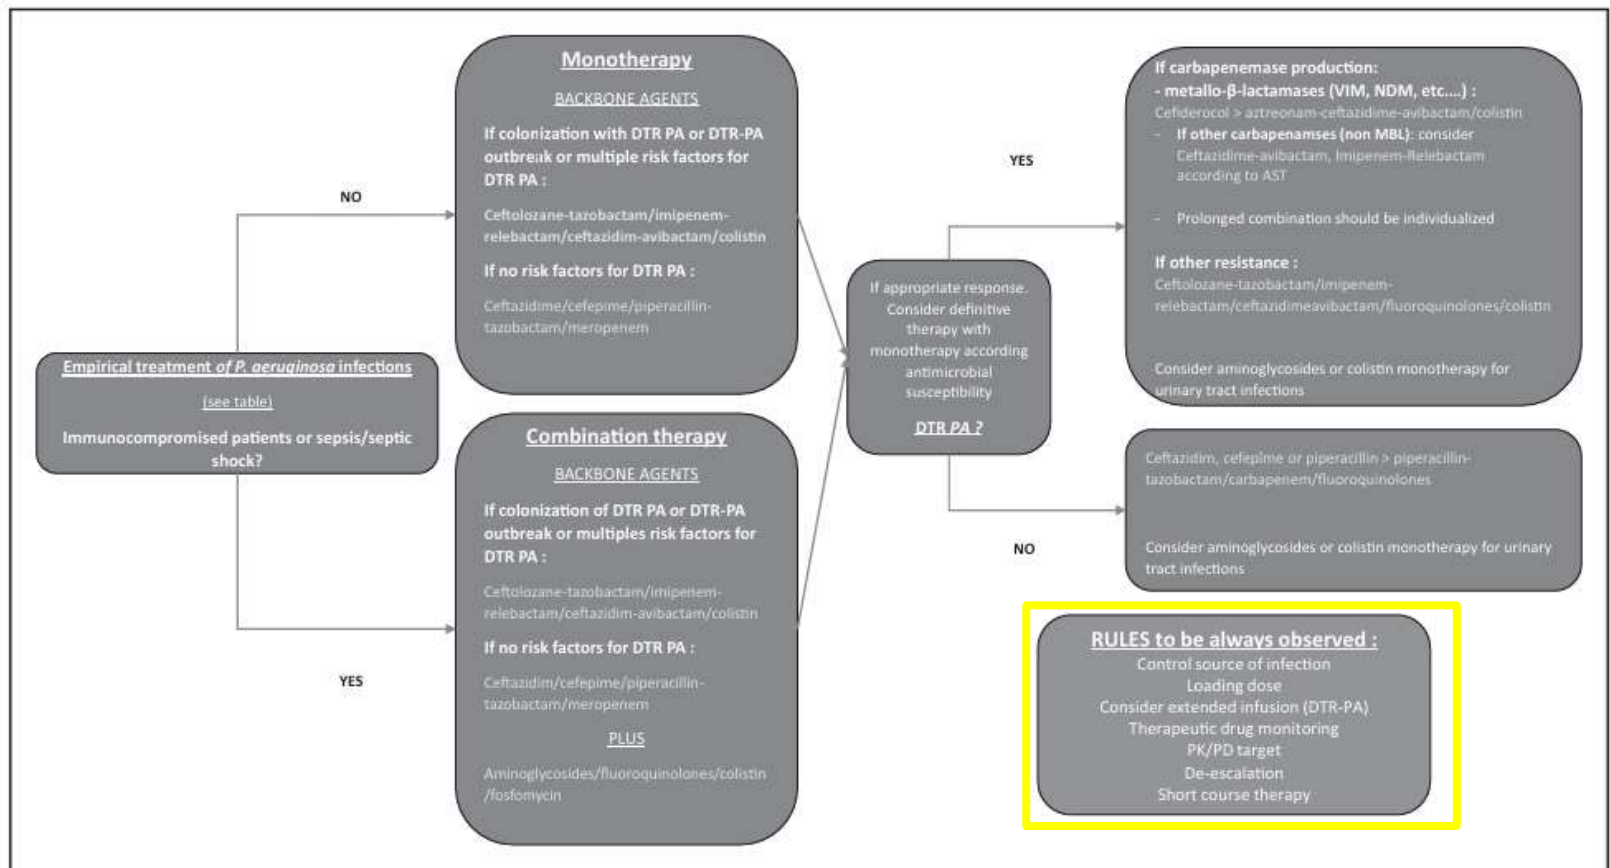 Empirical treatment of P. aeruginosa infections
(see table)
Immunocompromised patients or sepsis/septic
shock?
NO
YES
Monotherapy
BACKBONE AGENTS
If colonization with DTR PA or DTR-PA
outbreak or multiple risk factors for
DTR PA :
Ceftolozane-tazobactam/imipenem-
relebactam/ceftazidim-avibactam/colistin
If no risk factors for DTR PA :
Ceftazidime/cefepime/piperacillin-
tazobactam/meropenem
Combination therapy
BACKBONE AGENTS
If colonization of DTR PA or DTR-PA
outbreak or multiples risk factors for
DTR PA :
Ceftolozane-tazobactam/imipenem-
relebactam/ceftazidim-avibactam/colistin
If no risk factors for DTR PA :
Ceftazidim/cefepime/piperacillin-
tazobactam/meropenem
PLUS
Aminoglycosides/fluoroquinolones/colistin
/fosfomycin
If appropriate response.
Consider definitive
therapy with
monotherapy according
antimicrobial
susceptibility
DTR PA ?
YES
NO
If carbapenemase production:
- metallo-β-lactamases (VIM, NDM, etc....) :
Cefiderocol > aztreonam-ceftazidime-avibactam/colistin
- If other carbapenamses (non MBL): consider
Ceftazidime-avibactam, Imipenem-Relebactam
according to AST
- Prolonged combination should be individualized
If other resistance :
Ceftolozane-tazobactam/imipenem-
relebactam/ceftazidimeavibactam/fluoroquinolones/colistin
Consider aminoglycosides or colistin monotherapy for
urinary tract infections
Ceftazidim, cefepime or piperacillin > piperacillin-
tazobactam/carbapenem/fluoroquinolones
Consider aminoglycosides or colistin monotherapy for urinary
tract infections
RULES to be always observed :
Control source of infection
Loading dose
Consider extended infusion (DTR-PA)
Therapeutic drug monitoring
PK/PD target
De-escalation
Short course therapy